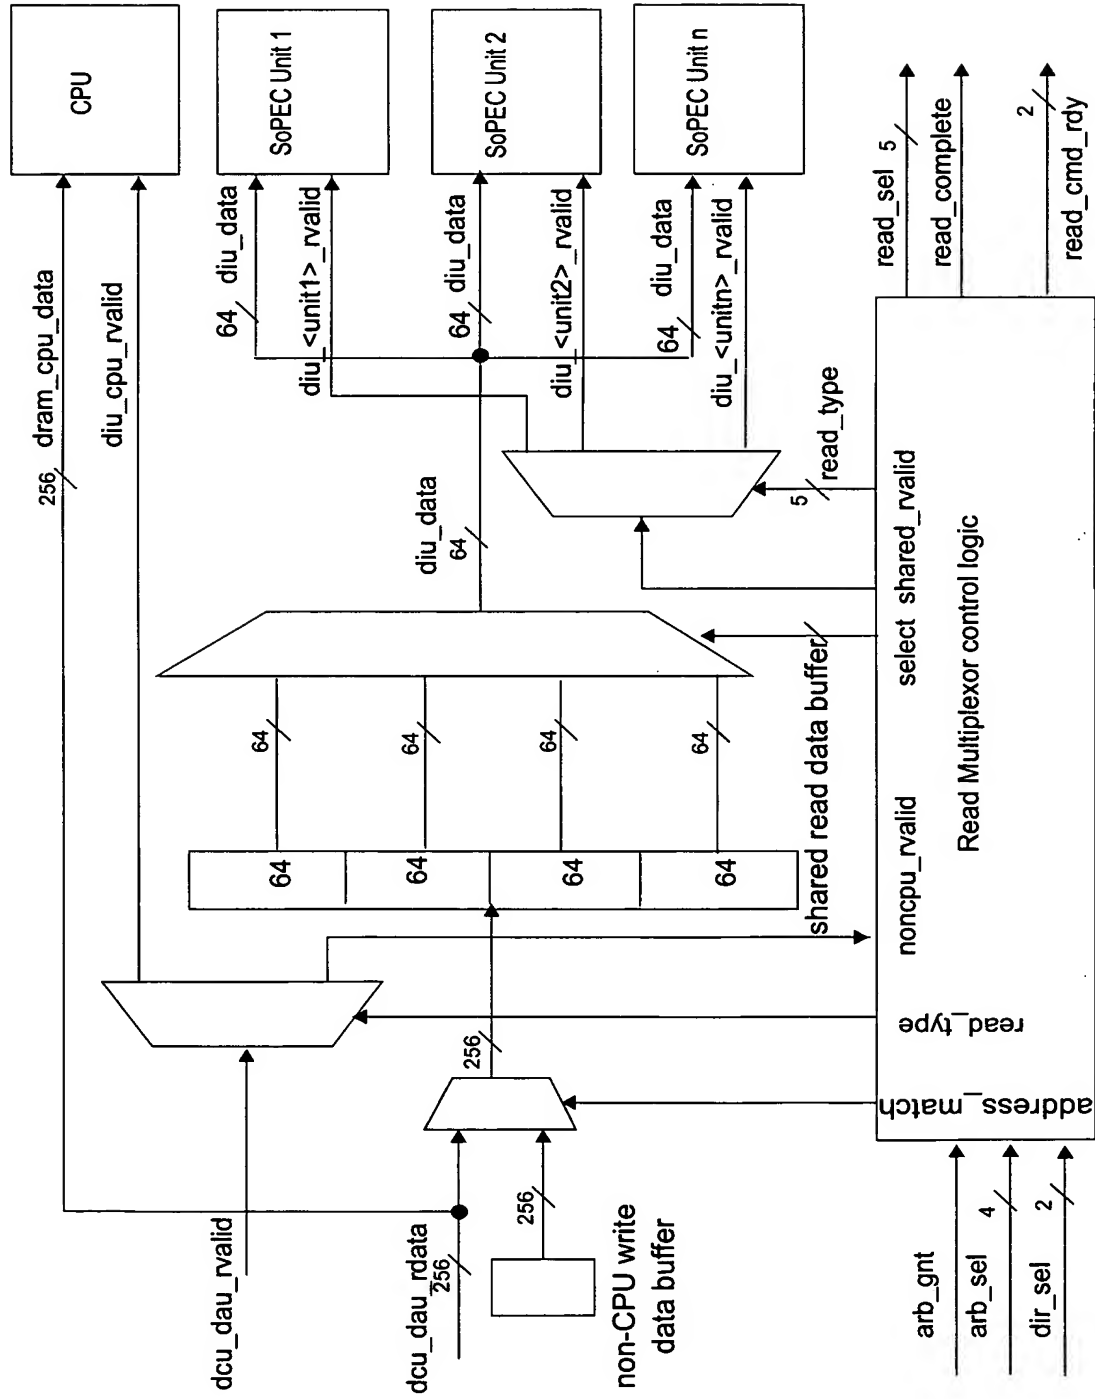 CPU
SoPEC Unit 1
SoPEC Unit 2
SoPEC Unit n
256
dram_cpu_data
diu_cpu_rvalid
64
diu_data
diu_<unit1>_rvalid
64
diu_data
diu_<unit2>_rvalid
64
diu_data
diu_<unitn>_rvalid
diu_data
64
5
read_type
64
64
64
64
64
64
64
64
shared read data buffer
256
256
256
dcu_dau_rvalid
dcu_dau_rdata
non-CPU write
data buffer
address_match
read_type
noncpu_rvalid
select
shared_rvalid
Read Multiplexor control logic
arb_gnt
arb_sel
4
dir_sel
2
read_sel
5
read_complete
2
read_cmd_rdy